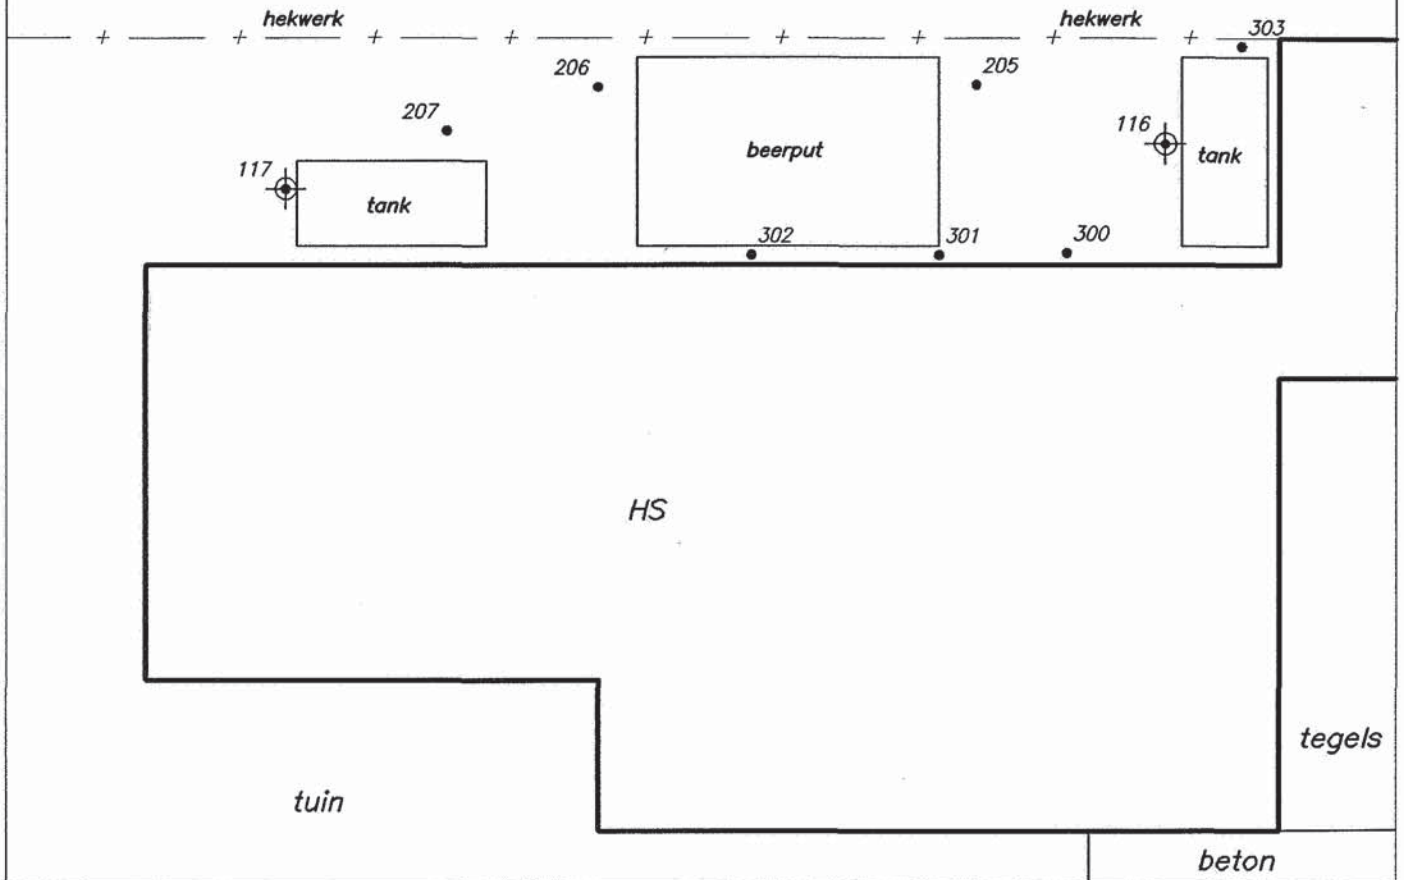 hekwerk
hekwerk
303
206
205
207
116
beerput
tank
117
tank
302
301
300
HS
tegels
tuin
beton